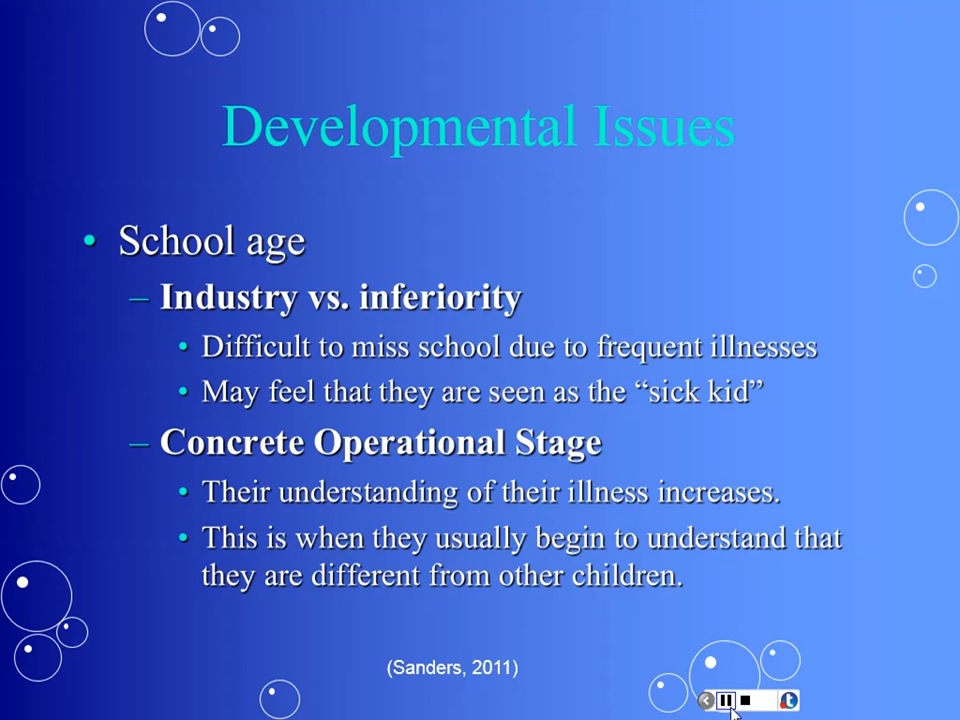 Developmental Issues
• School age
– Industry vs. inferiority
• Difficult to miss school due to frequent illnesses
• May feel that they are seen as the “sick kid”
– Concrete Operational Stage
• Their understanding of their illness increases.
• This is when they usually begin to understand that
they are different from other children.
(Sanders, 2011)
t